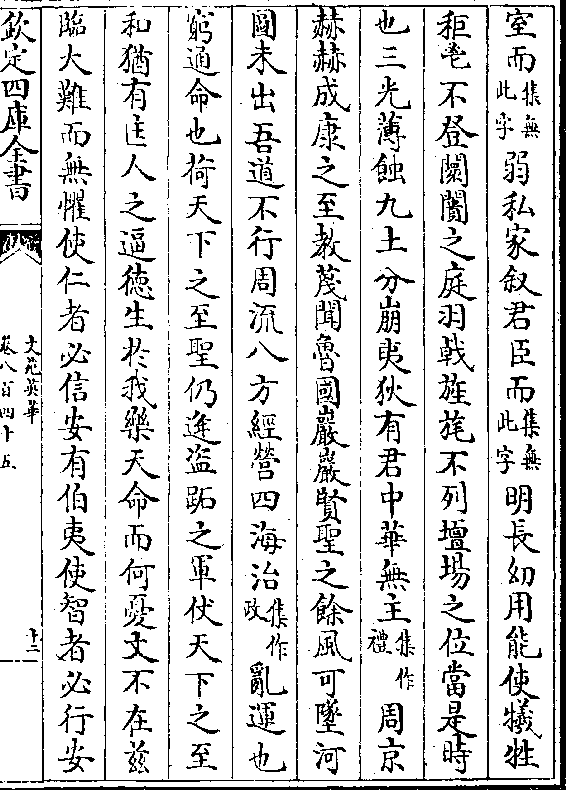 室而集無此字弱私家叙君臣而集無此字明長幼用能使犧牲
秬鬯不登闤闠之庭羽戟旌旄不列壇場之位當是時
也三光薄蝕九土分崩夷狄有君中華無主集作禮周京
赫赫成康之至教蔑聞魯國巖巖賢聖之餘風可墜河
圖未出吾道不行周流八方經營四海治集作政亂運也
窮通命也荷天下之至聖仍逢盗跖之軍伏天下之至
和猶有匡人之逼德生於我樂天命而何憂文不在兹
臨大難而無懼使仁者必信安有伯夷使智者必行安
欽定四庫全書
文苑英華
卷八百四十五
十二